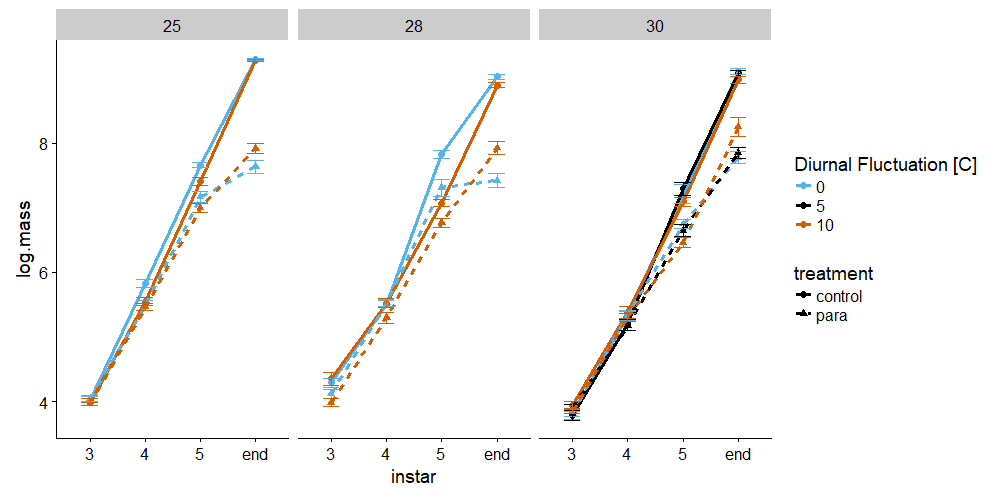 25 28 30
log.mass
8
6
4
3 4 5 end 3 4 5 end 3 4 5 end
instar
Diurnal Fluctuation [C]
0
5
10
treatment
control
para